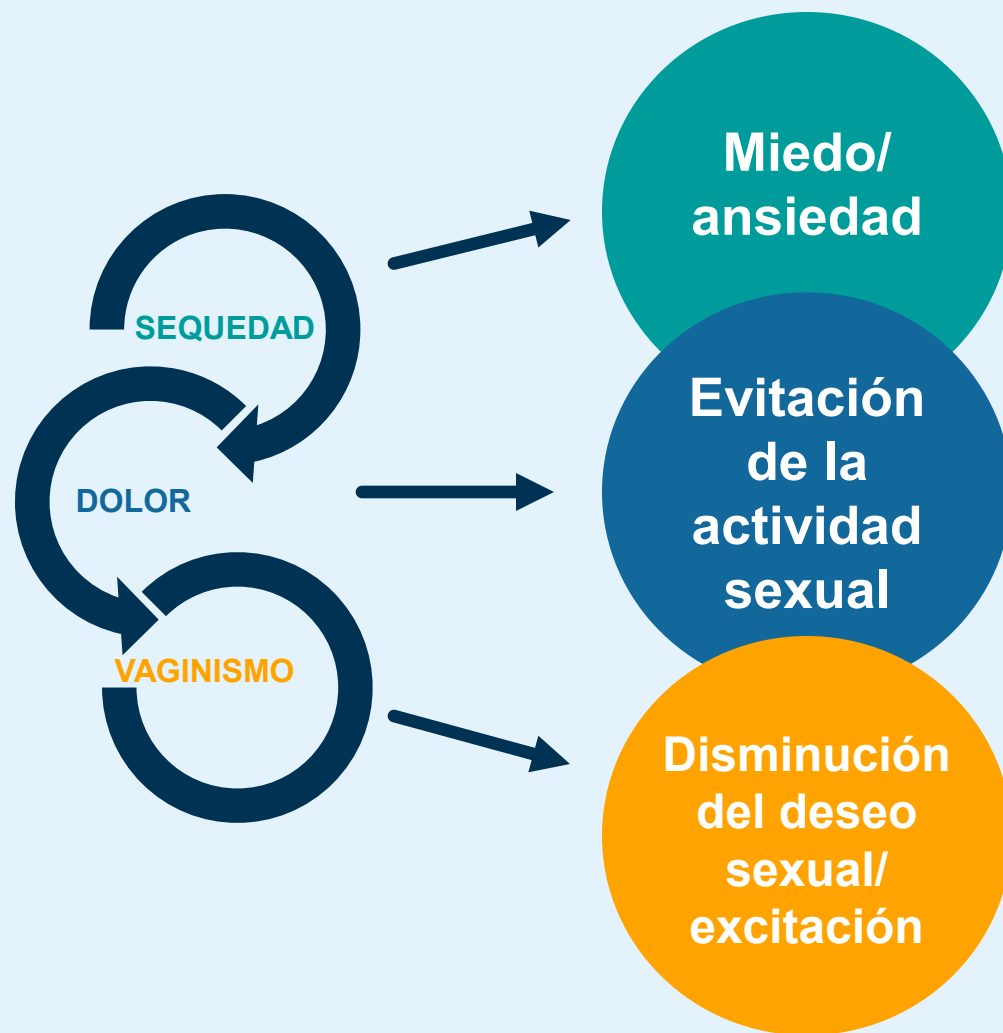 SEQUEDAD
DOLOR
VAGINISMO
Miedo/
ansiedad
Evitación
de la
actividad
sexual
Disminución
del deseo
sexual/
excitación